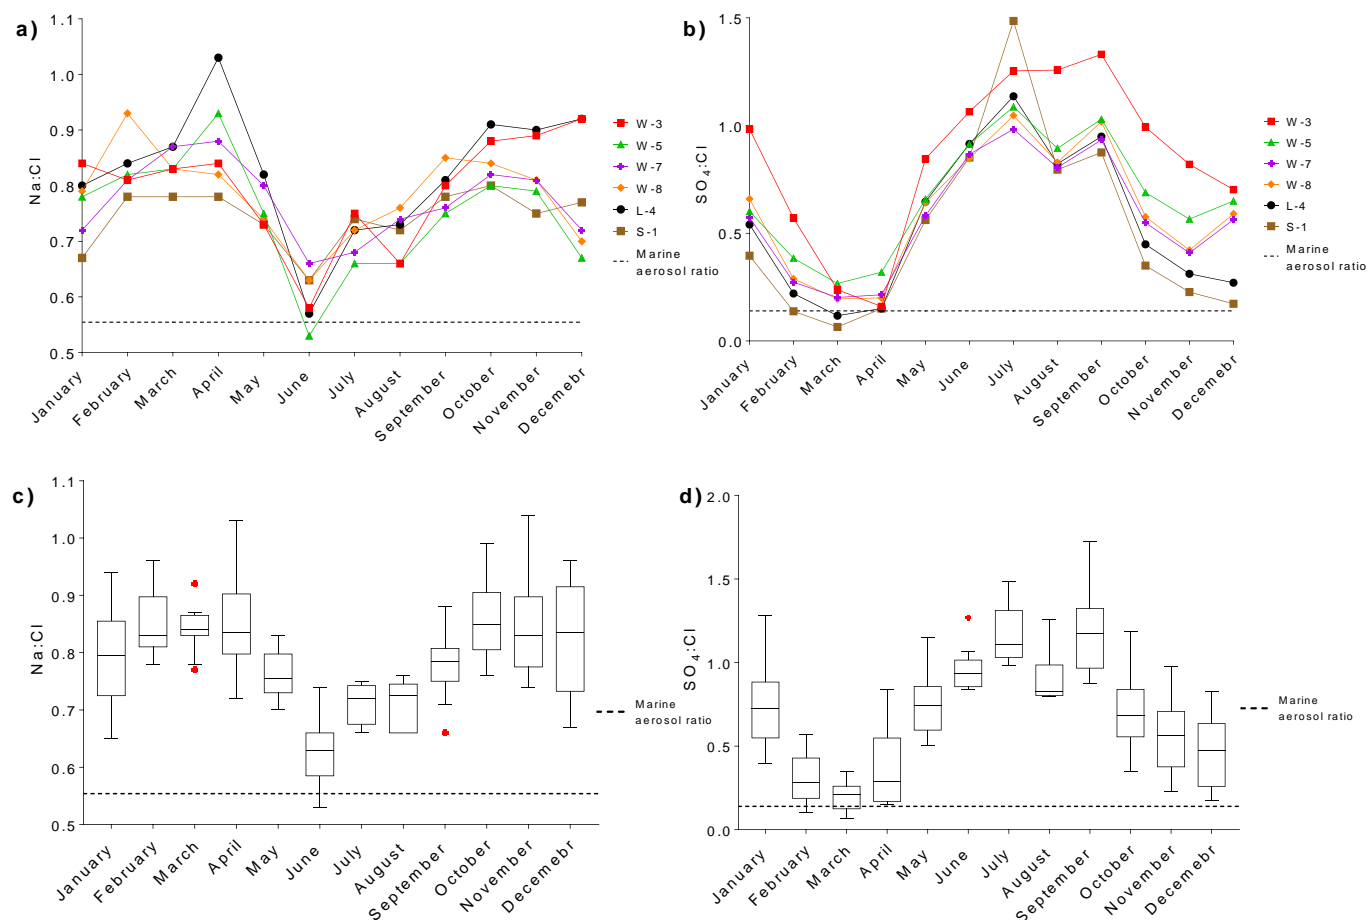 a)
Na:Cl
1.1
1.0
0.9
0.8
0.7
0.6
0.5
January
February
March
April
May
June
July
August
September
October
November
Decemebr
W-3
W-5
W-7
W-8
L-4
S-1
Marine
aerosol ratio
b)
SO₄:Cl
1.5
1.0
0.5
0.0
January
February
March
April
May
June
July
August
September
October
November
Decemebr
W-3
W-5
W-7
W-8
L-4
S-1
Marine
aerosol ratio
c)
Na:Cl
1.1
1.0
0.9
0.8
0.7
0.6
0.5
January
February
March
April
May
June
July
August
September
October
November
Decemebr
Marine
aerosol ratio
d)
SO₄:Cl
2.0
1.5
1.0
0.5
0.0
January
February
March
April
May
June
July
August
September
October
November
Decemebr
Marine
aerosol ratio